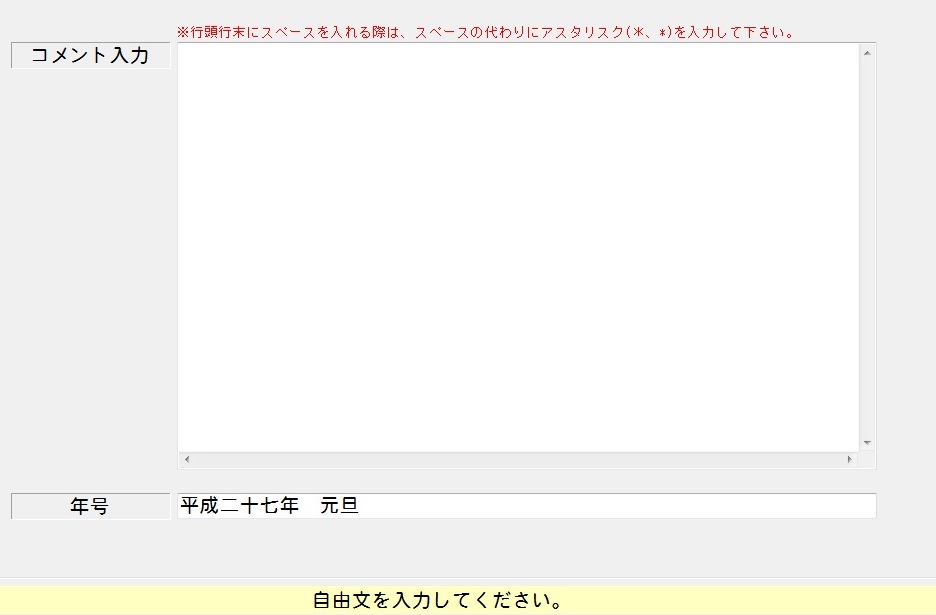 ※行頭行末にスペースを入れる際は、スペースの代わりにアスタリスク(＊、*)を入力して下さい。
コメント入力
年号
平成二十七年　元旦
自由文を入力してください。